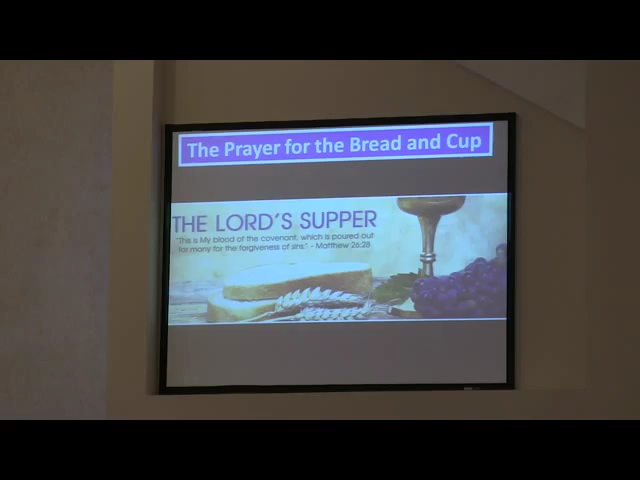 The Prayer for the Bread and Cup
THE LORD'S SUPPER
"This is My blood of the covenant, which is poured out
for many for the forgiveness of sins." - Matthew 26:28